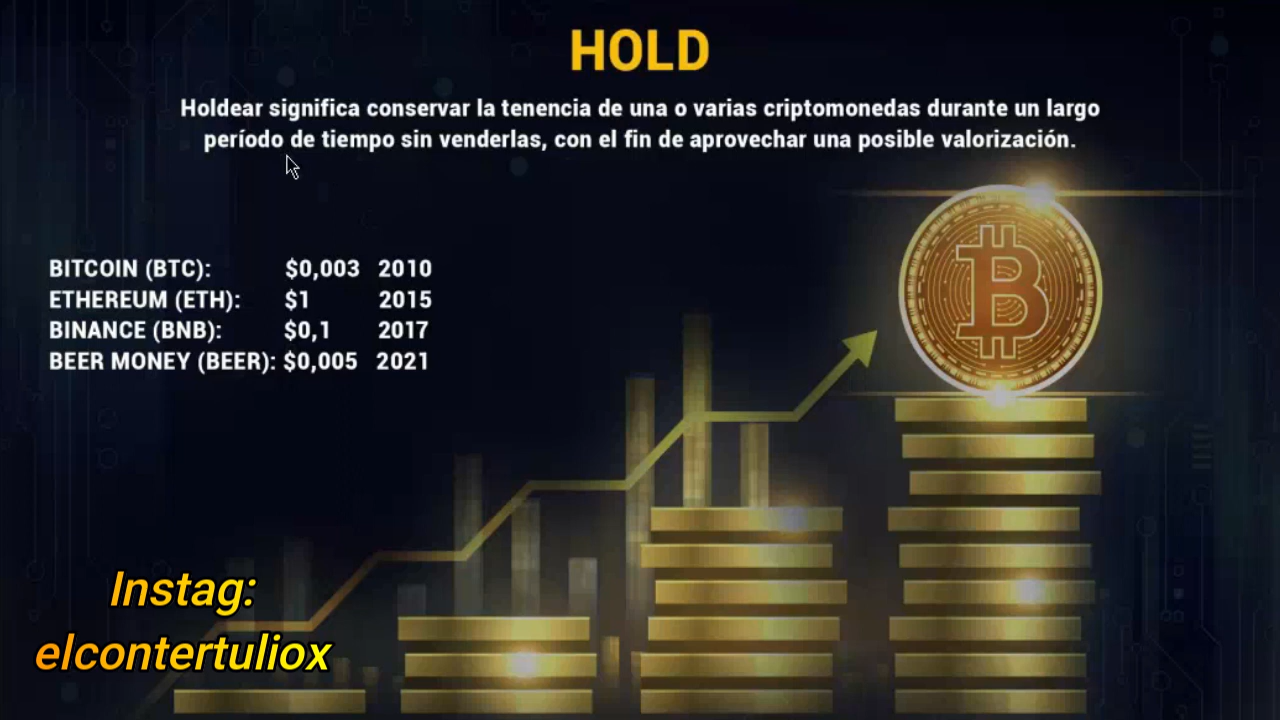 HOLD
Holdear significa conservar la tenencia de una o varias criptomonedas durante un largo
período de tiempo sin venderlas, con el fin de aprovechar una posible valorización.
BITCOIN (BTC): $0,003 2010
ETHEREUM (ETH): $1 2015
BINANCE (BNB): $0,1 2017
BEER MONEY (BEER): $0,005 2021
Instag:
elcontertuliox